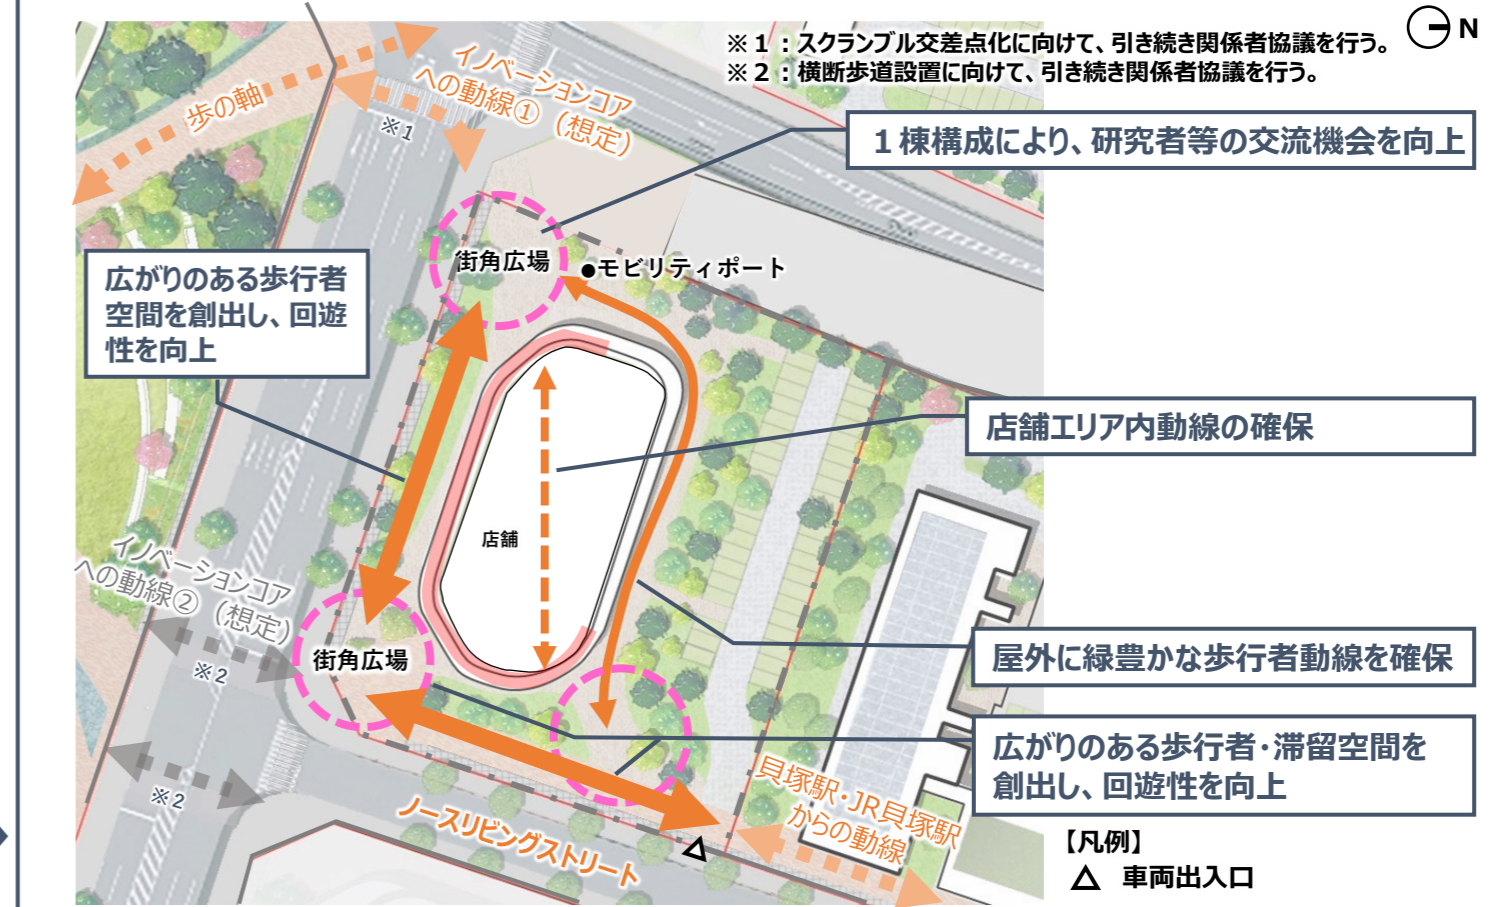 N
※1：スクランブル交差点化に向けて、引き続き関係者協議を行う。
※2：横断歩道設置に向けて、引き続き関係者協議を行う。
歩の軸
イノベーションコア
への動線①（想定）
※1
1棟構成により、研究者等の交流機会を向上
街角広場
●モビリティポート
広がりのある歩行者
空間を創出し、回遊
性を向上
店舗エリア内動線の確保
店舗
イノベーションコア
への動線②（想定）
※2
街角広場
屋外に緑豊かな歩行者動線を確保
広がりのある歩行者・滞留空間を
創出し、回遊性を向上
※2
ノースリビングストリート
貝塚駅・JR貝塚駅
からの動線
【凡例】
△ 車両出入口